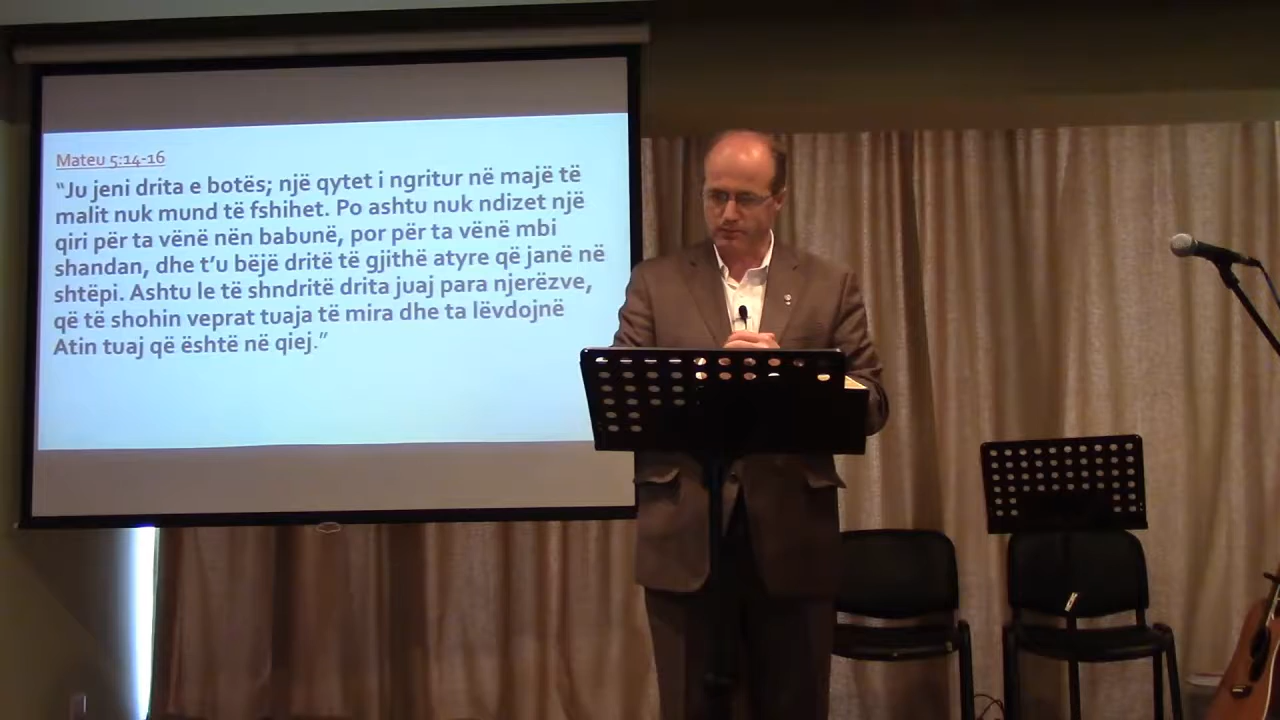 Mateu 5:14-16
“Ju jeni drita e botës; një qytet i ngritur në majë të
malit nuk mund të fshihet. Po ashtu nuk ndizet një
qiri për ta vënë nën babunë, por për ta vënë mbi
shandan, dhe t’u bëjë dritë të gjithë atyre që janë në
shtëpi. Ashtu le të shndritë drita juaj para njerëzve,
që të shohin veprat tuaja të mira dhe ta lëvdojnë
Atin tuaj që është në qiej.”